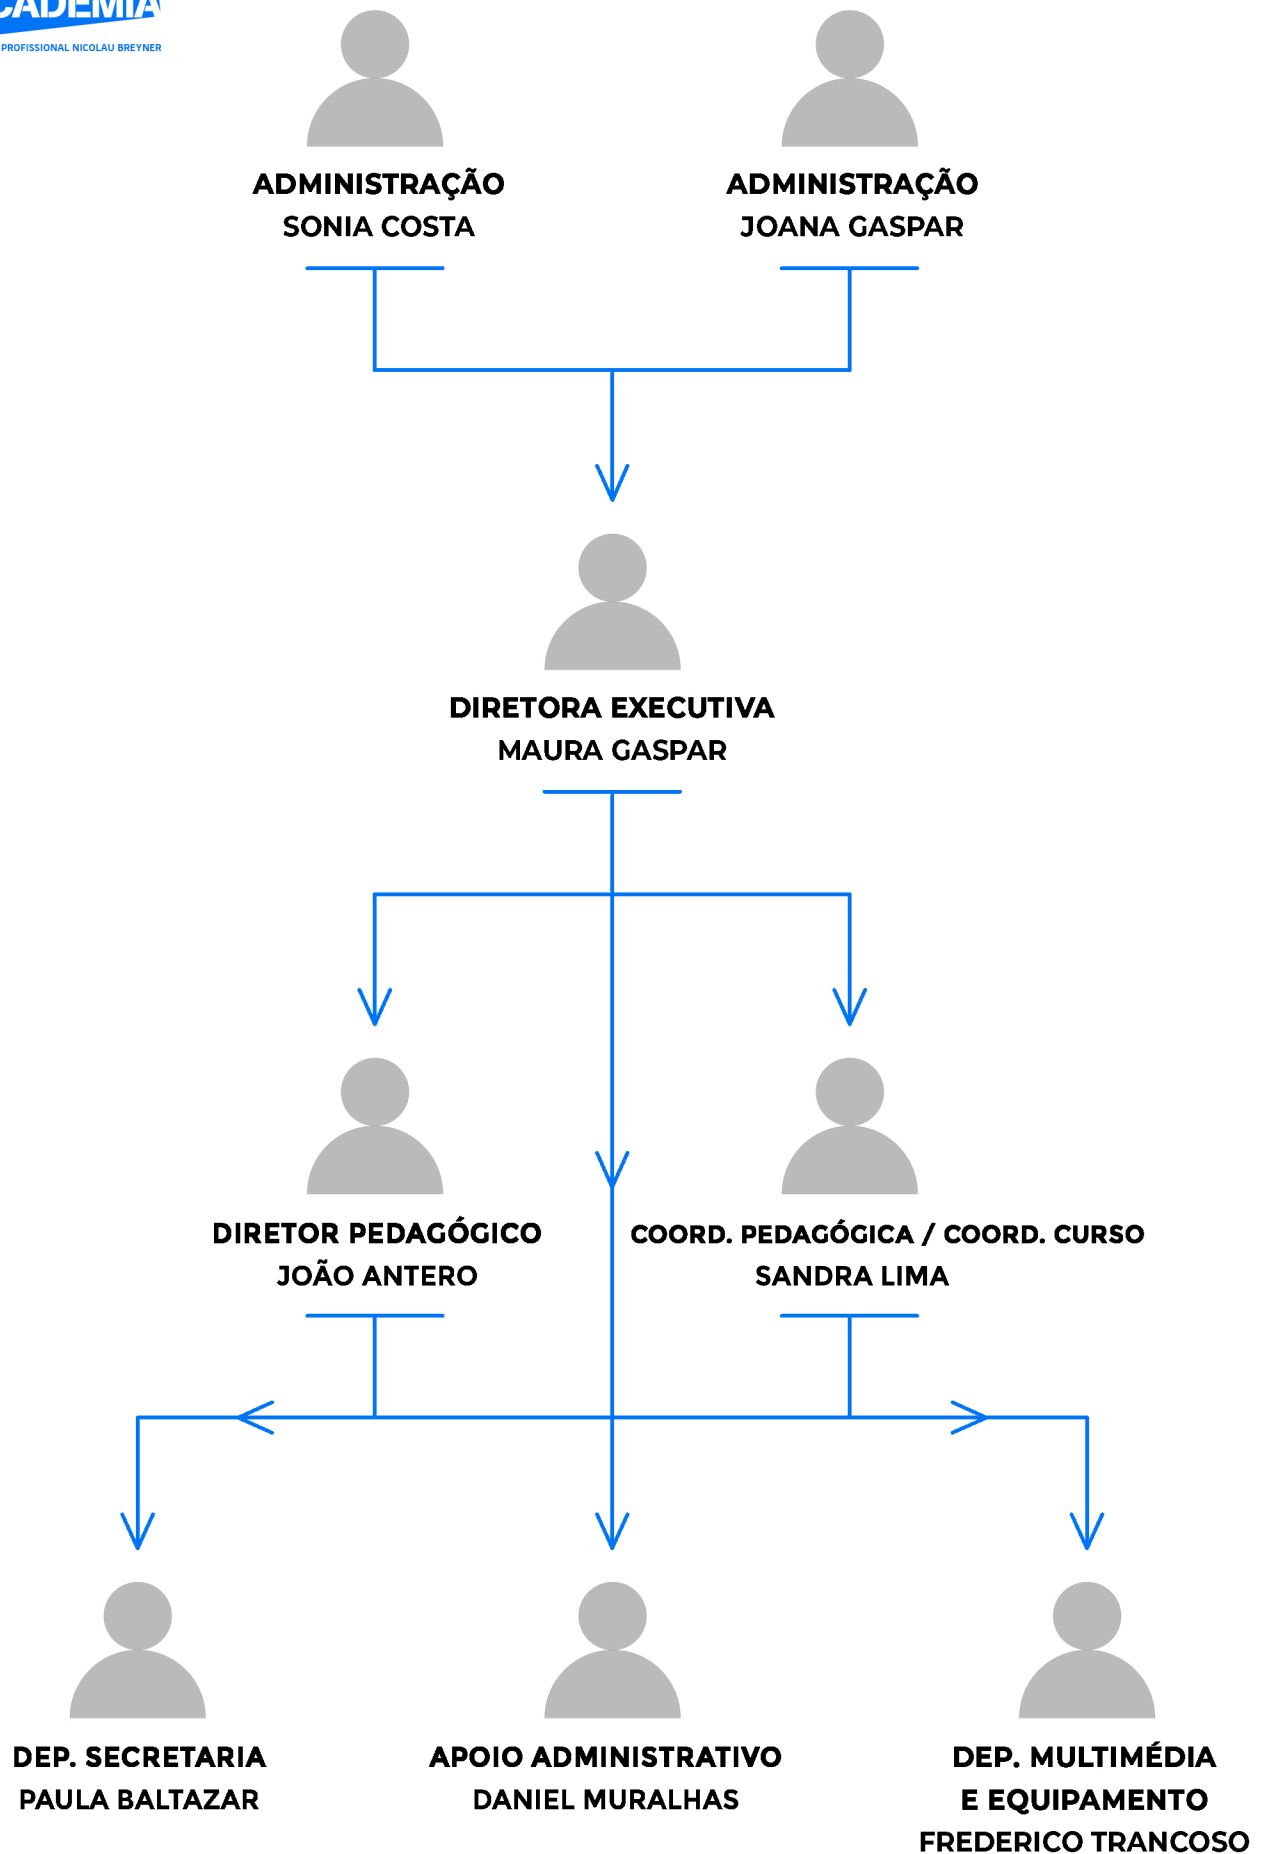 CADEMIA
PROFISSIONAL NICOLAU BREYNER
ADMINISTRAÇÃO
SONIA COSTA
ADMINISTRAÇÃO
JOANA GASPAR
DIRETORA EXECUTIVA
MAURA GASPAR
DIRETOR PEDAGÓGICO
JOÃO ANTERO
COORD. PEDAGÓGICA / COORD. CURSO
SANDRA LIMA
DEP. SECRETARIA
PAULA BALTAZAR
APOIO ADMINISTRATIVO
DANIEL MURALHAS
DEP. MULTIMÉDIA
E EQUIPAMENTO
FREDERICO TRANCOSO